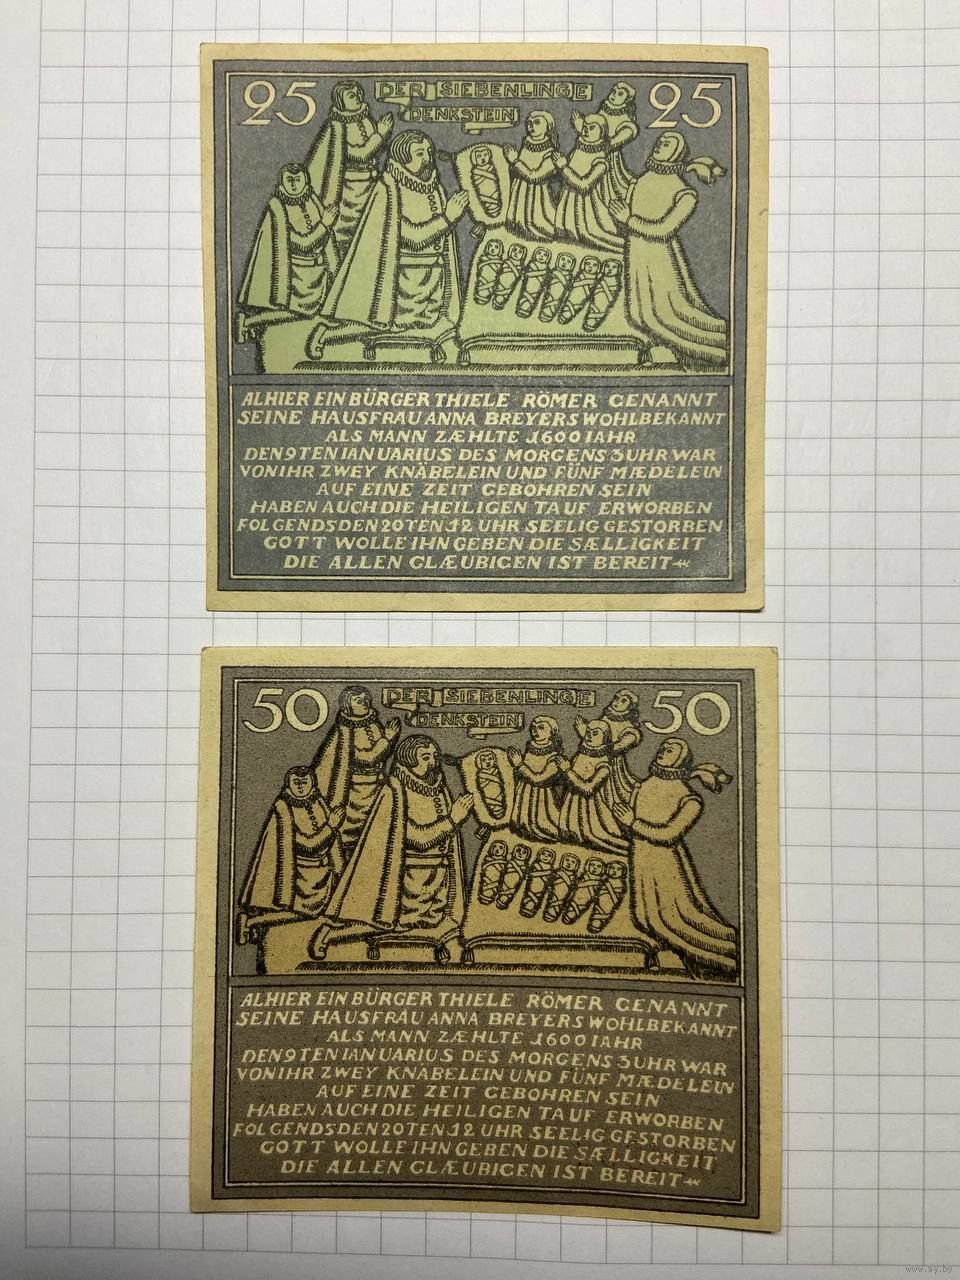 25 DER SIEBENLINGE 25
DENKSTEIN
ALHIER EIN BÜRGER THIELE RÖMER GENANNT
SEINE HAUSFRAU ANNA BREYERS WOHLBEKANNT
ALS MANN ZÆHLTE 1600 IAHR
DEN 9TEN IANUARIUS DES MORGENS 3 UHR WAR
VON IHR ZWEY KNÄBELEIN UND FÜNF MÆDELEIN
AUF EINE ZEIT GEBOHREN SEIN
HABEN AUCH DIE HEILIGEN TAUF ERWORBEN
FOLGENDS DEN 20TEN 12 UHR SEELIG GESTORBEN
GOTT WOLLE IHN GEBEN DIE SÆLLIGKEIT
DIE ALLEN GLÆUBIGEN IST BEREIT
50 DER SIEBENLINGE 50
DENKSTEIN
ALHIER EIN BÜRGER THIELE RÖMER GENANNT
SEINE HAUSFRAU ANNA BREYERS WOHLBEKANNT
ALS MANN ZÆHLTE 1600 IAHR
DEN 9TEN IANUARIUS DES MORGENS 3 UHR WAR
VON IHR ZWEY KNÄBELEIN UND FÜNF MÆDELEIN
AUF EINE ZEIT GEBOHREN SEIN
HABEN AUCH DIE HEILIGEN TAUF ERWORBEN
FOLGENDS DEN 20TEN 12 UHR SEELIG GESTORBEN
GOTT WOLLE IHN GEBEN DIE SÆLLIGKEIT
DIE ALLEN GLÆUBIGEN IST BEREIT
www.ay.by